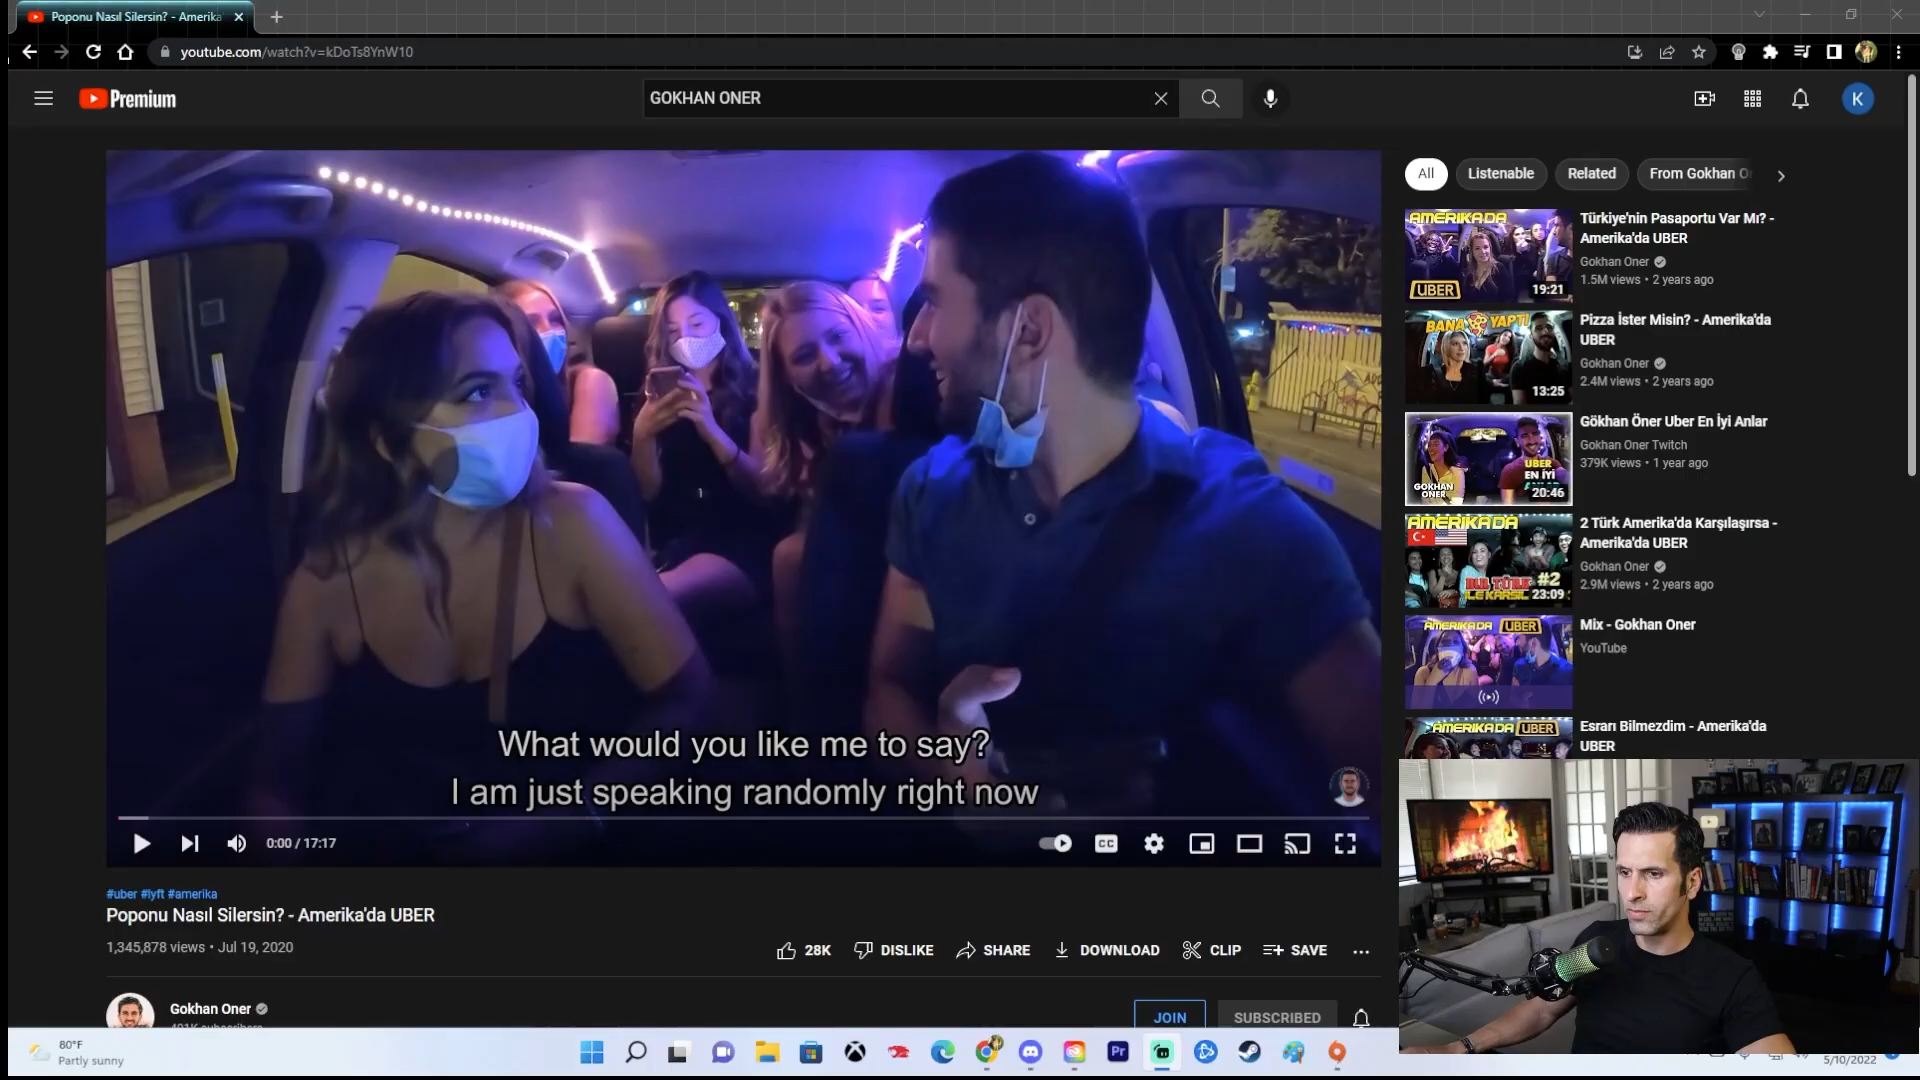 Poponu Nasıl Silersin? - Amerika
youtube.com/watch?v=kDoTs8YnW10
Premium
GOKHAN ONER
K
All
Listenable
Related
From Gokhan
What would you like me to say?
I am just speaking randomly right now
0:00 / 17:17
CC
#uber #lyft #amerika
Poponu Nasıl Silersin? - Amerika'da UBER
1,345,878 views • Jul 19, 2020
28K
DISLIKE
SHARE
DOWNLOAD
CLIP
SAVE
Gokhan Oner
JOIN
SUBSCRIBED
AMERIKADA
UBER
19:21
Türkiye'nin Pasaportu Var Mı? -
Amerika'da UBER
Gokhan Oner
1.5M views • 2 years ago
BANA YAPTI
13:25
Pizza İster Misin? - Amerika'da
UBER
Gokhan Oner
2.4M views • 2 years ago
GOKHAN
ONER
UBER
EN İYİ
20:46
Gökhan Öner Uber En İyi Anlar
Gokhan Oner Twitch
379K views • 1 year ago
AMERIKADA
BIR TÜRK
#2
23:09
2 Türk Amerika'da Karşılaşırsa -
Amerika'da UBER
Gokhan Oner
2.9M views • 2 years ago
AMERIKADA UBER
Mix - Gokhan Oner
YouTube
AMERIKADA UBER
Esrarı Bilmezdim - Amerika'da
UBER
80°F
Partly sunny
Pr
5/10/2022